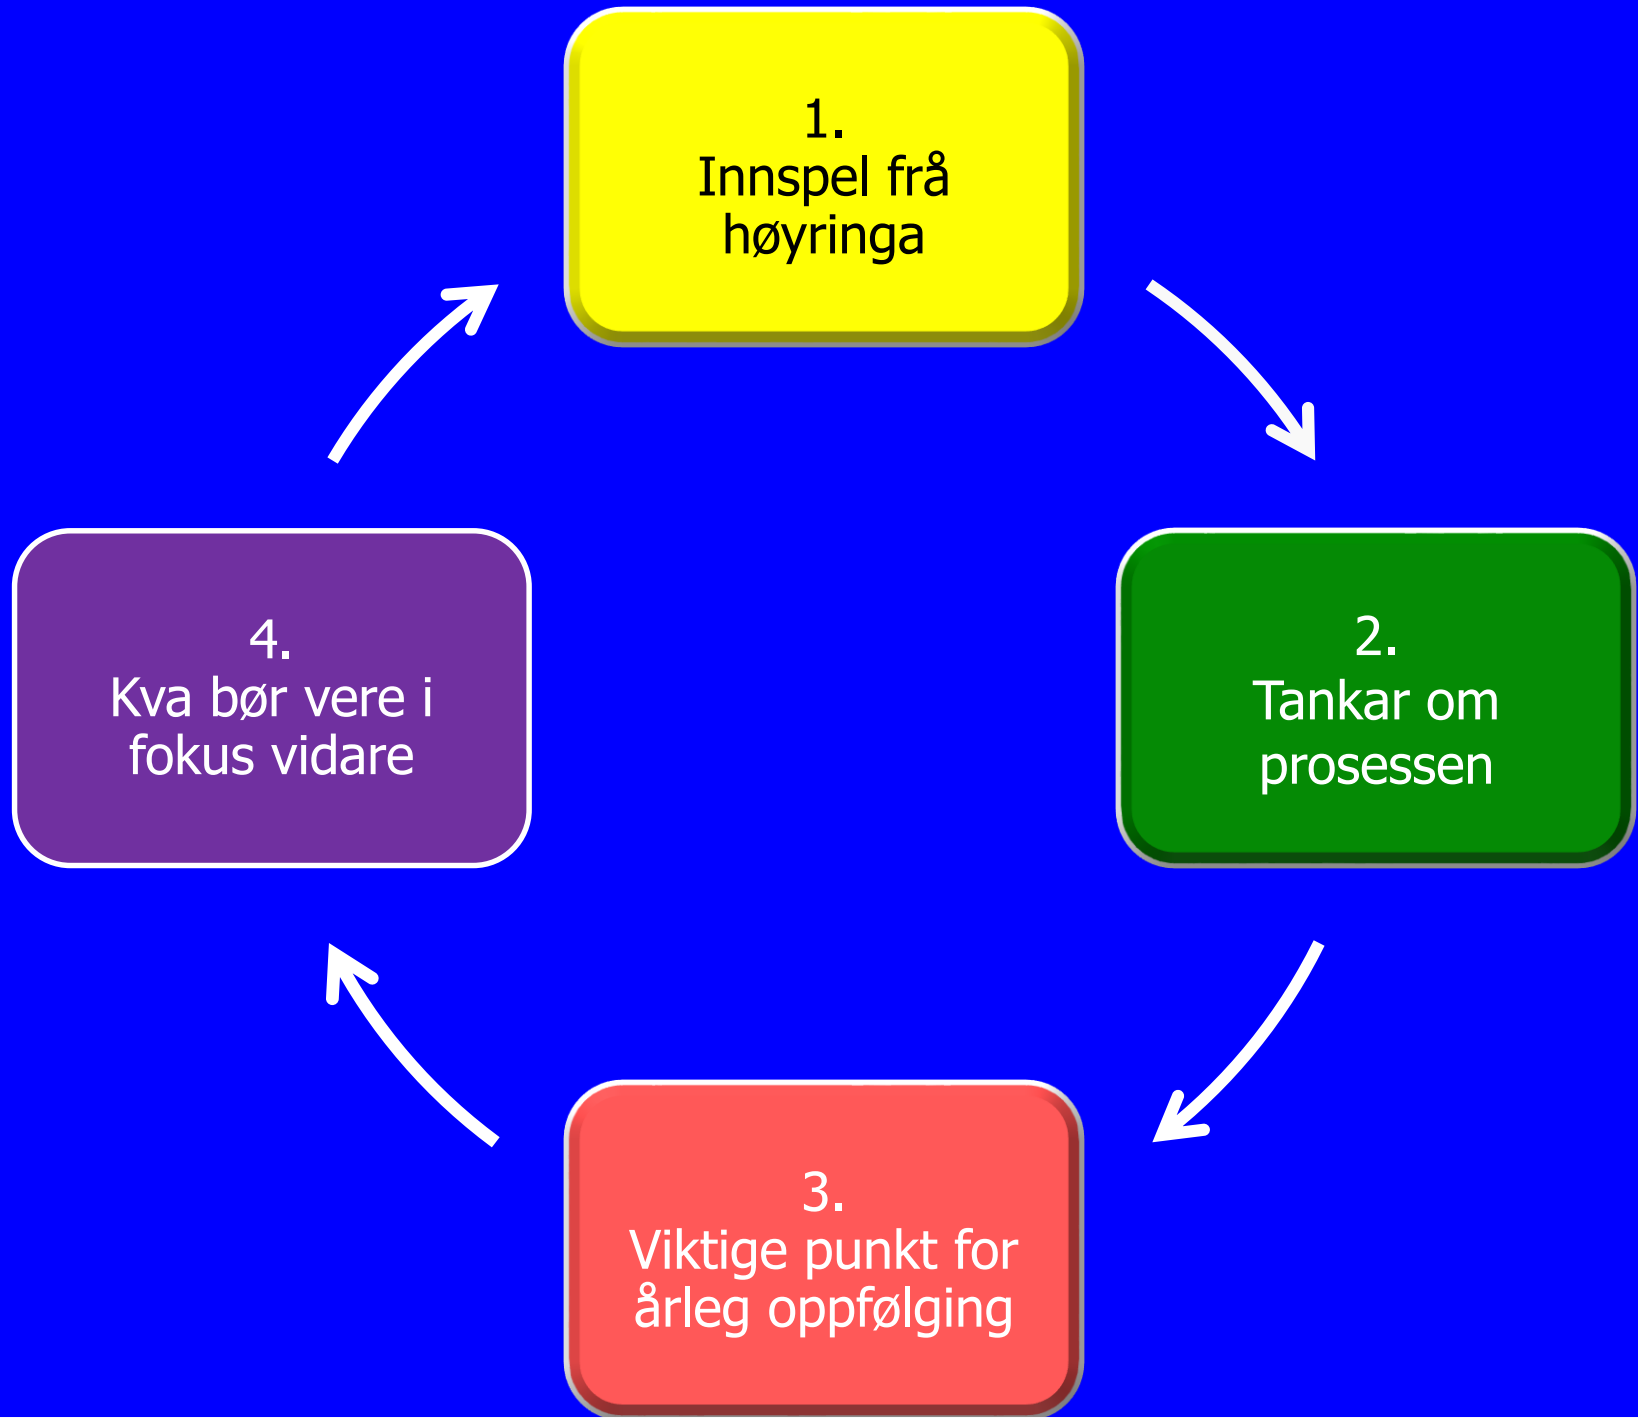 1.
Innspel frå
høyringa
2.
Tankar om
prosessen
3.
Viktige punkt for
årleg oppfølging
4.
Kva bør vere i
fokus vidare